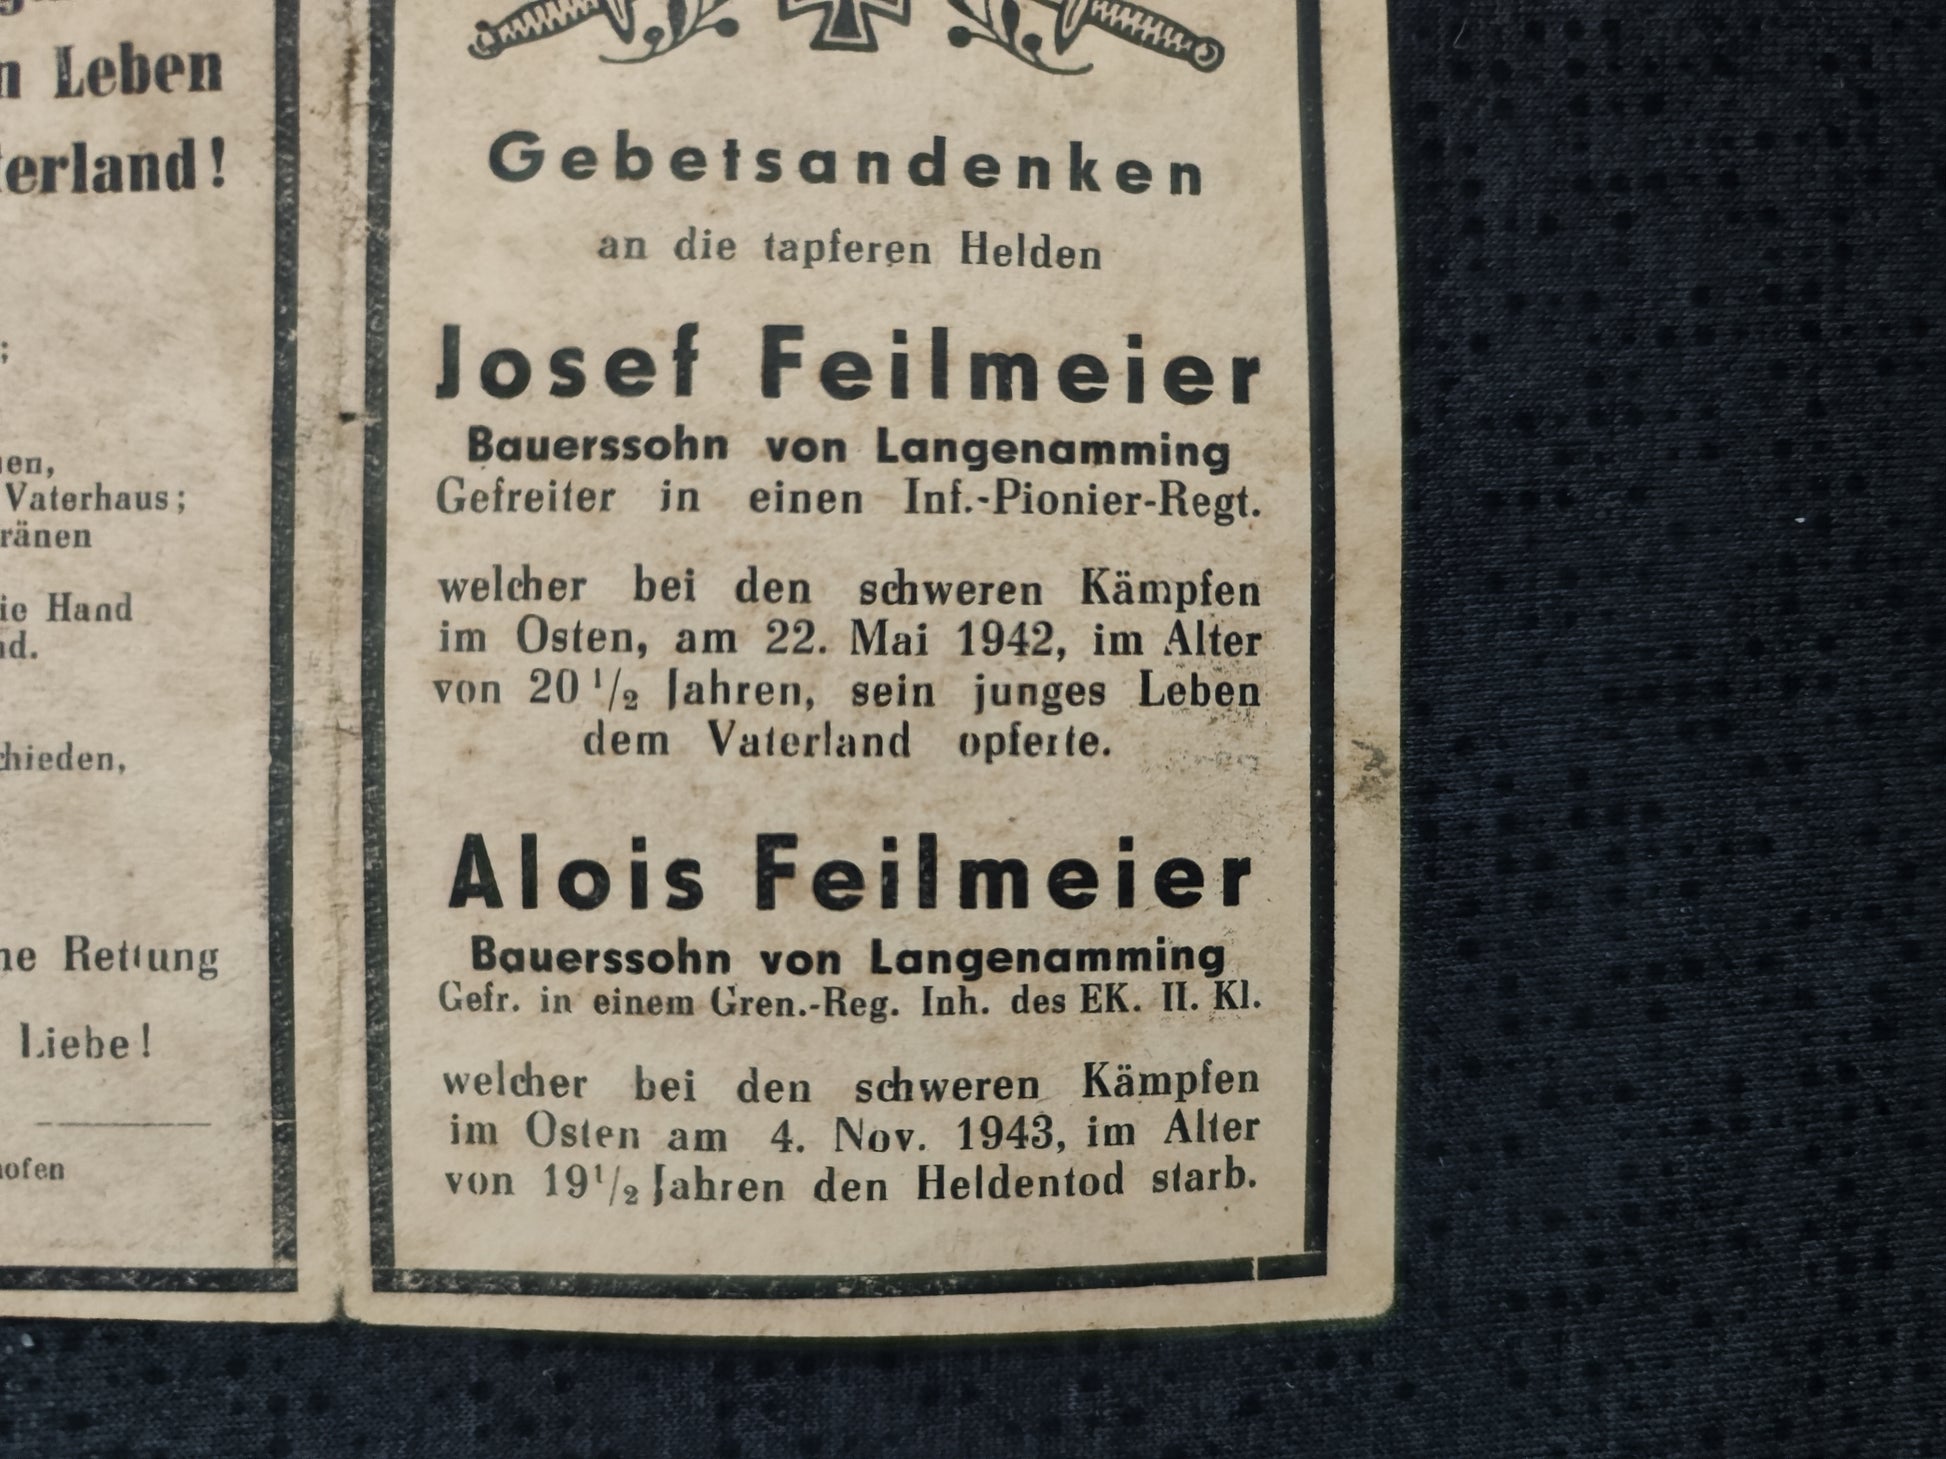 n Leben
terland!
;
en,
Vaterhaus;
ränen
ie Hand
nd.
chieden,
ne Rettung
Liebe!
hofen
Gebetsandenken
an die tapferen Helden
Josef Feilmeier
Bauerssohn von Langenamming
Gefreiter in einen Inf.-Pionier-Regt.
welcher bei den schweren Kämpfen
im Osten, am 22. Mai 1942, im Alter
von 20 1/2 Jahren, sein junges Leben
dem Vaterland opferte.
Alois Feilmeier
Bauerssohn von Langenamming
Gefr. in einem Gren.-Reg. Inh. des EK. II. Kl.
welcher bei den schweren Kämpfen
im Osten am 4. Nov. 1943, im Alter
von 19 1/2 Jahren den Heldentod starb.